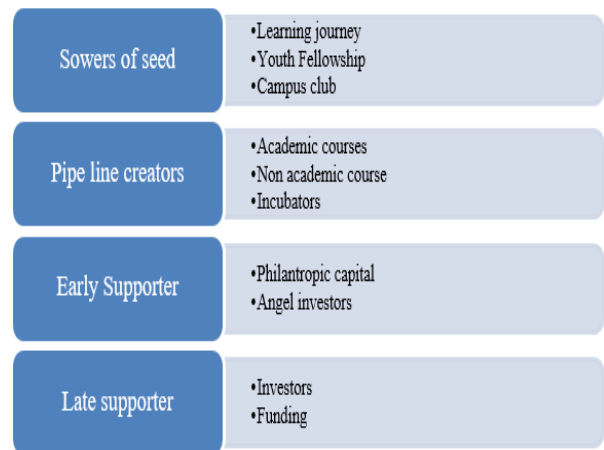 Sowers of seed
•Learning journey
•Youth Fellowship
•Campus club
Pipe line creators
•Academic courses
•Non academic course
•Incubators
Early Supporter
•Philantropic capital
•Angel investors
Late supporter
•Investors
•Funding